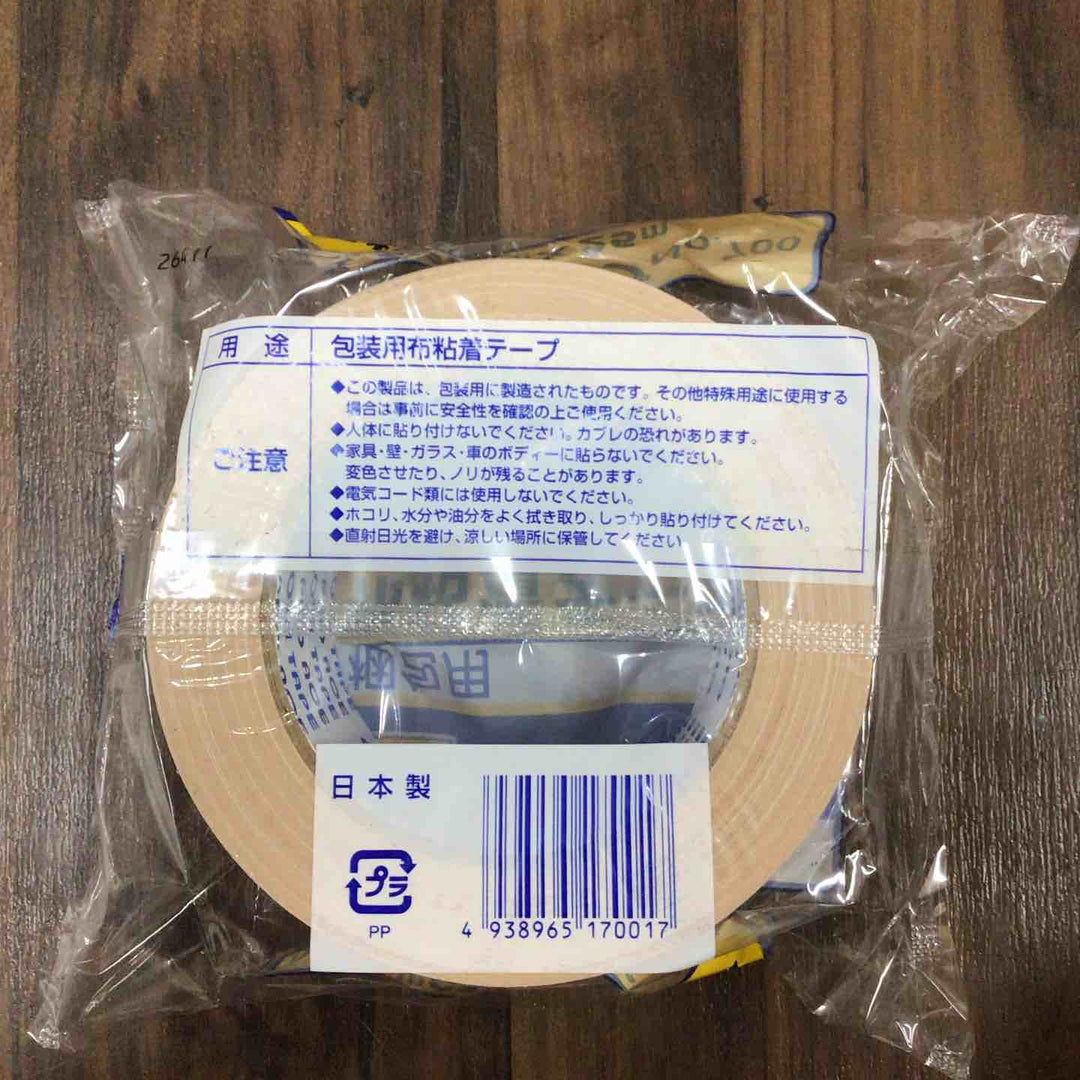 26411
25m
No.700
用途 包装用布粘着テープ
ご注意
◆この製品は、包装用に製造されたものです。その他特殊用途に使用する
場合は事前に安全性を確認の上ご使用ください。
◆人体に貼り付けないでください。カブレの恐れがあります。
◆家具・壁・ガラス・車のボディーに貼らないでください。
変色させたり、ノリが残ることがあります。
◆電気コード類には使用しないでください。
◆ホコリ、水分や油分をよく拭き取り、しっかり貼り付けてください。
◆直射日光を避け、涼しい場所に保管してください
梱包用
日本製
プラ
PP
4 938965 170017